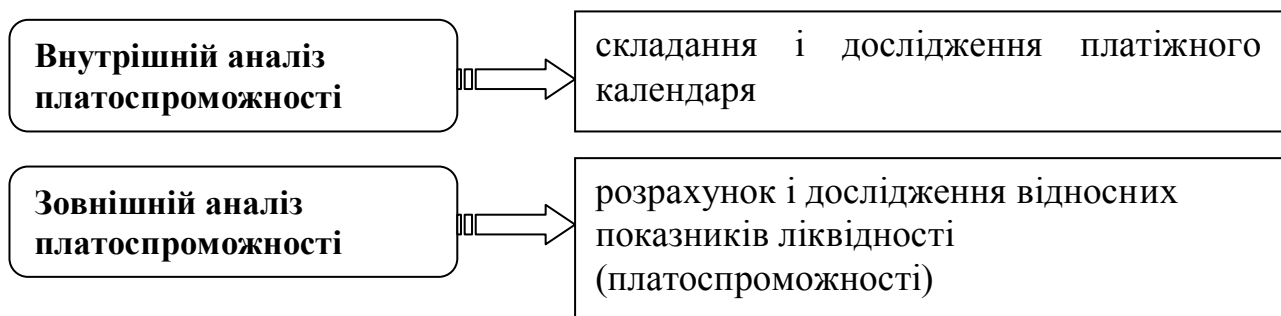 Внутрішній аналіз
платоспроможності
складання і дослідження платіжного
календаря
Зовнішній аналіз
платоспроможності
розрахунок і дослідження відносних
показників ліквідності
(платоспроможності)